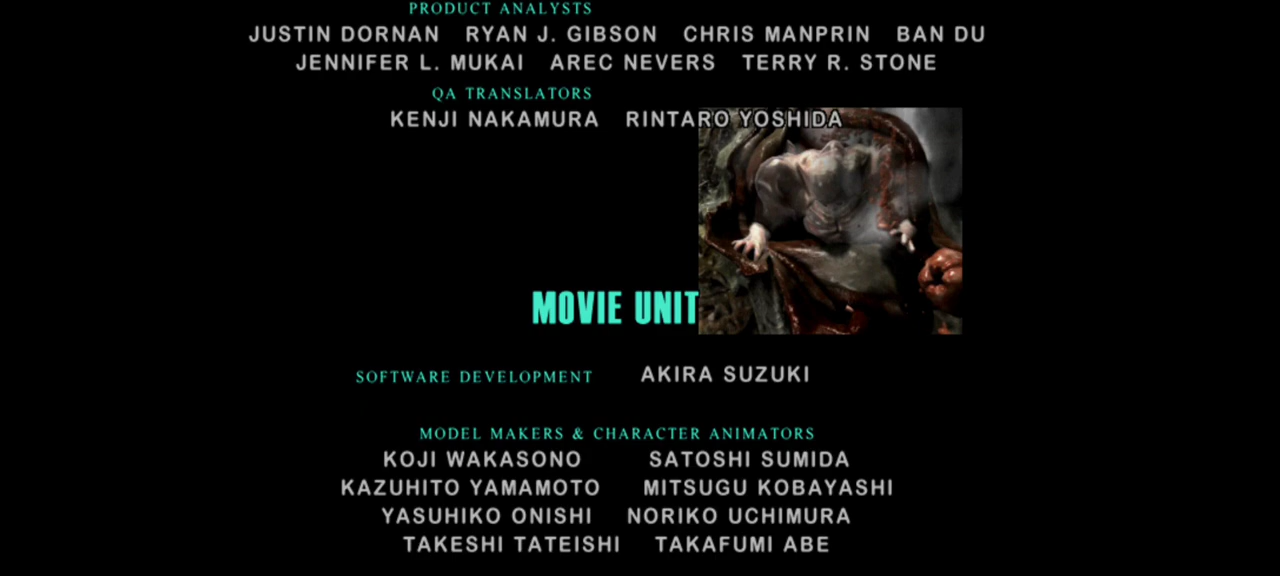 PRODUCT ANALYSTS
JUSTIN DORNAN RYAN J. GIBSON CHRIS MANPRIN BAN DU
JENNIFER L. MUKAI AREC NEVERS TERRY R. STONE
QA TRANSLATORS
KENJI NAKAMURA RINTARO YOSHIDA
MOVIE UNIT
SOFTWARE DEVELOPMENT AKIRA SUZUKI
MODEL MAKERS & CHARACTER ANIMATORS
KOJI WAKASONO SATOSHI SUMIDA
KAZUHITO YAMAMOTO MITSUGU KOBAYASHI
YASUHIKO ONISHI NORIKO UCHIMURA
TAKESHI TATEISHI TAKAFUMI ABE